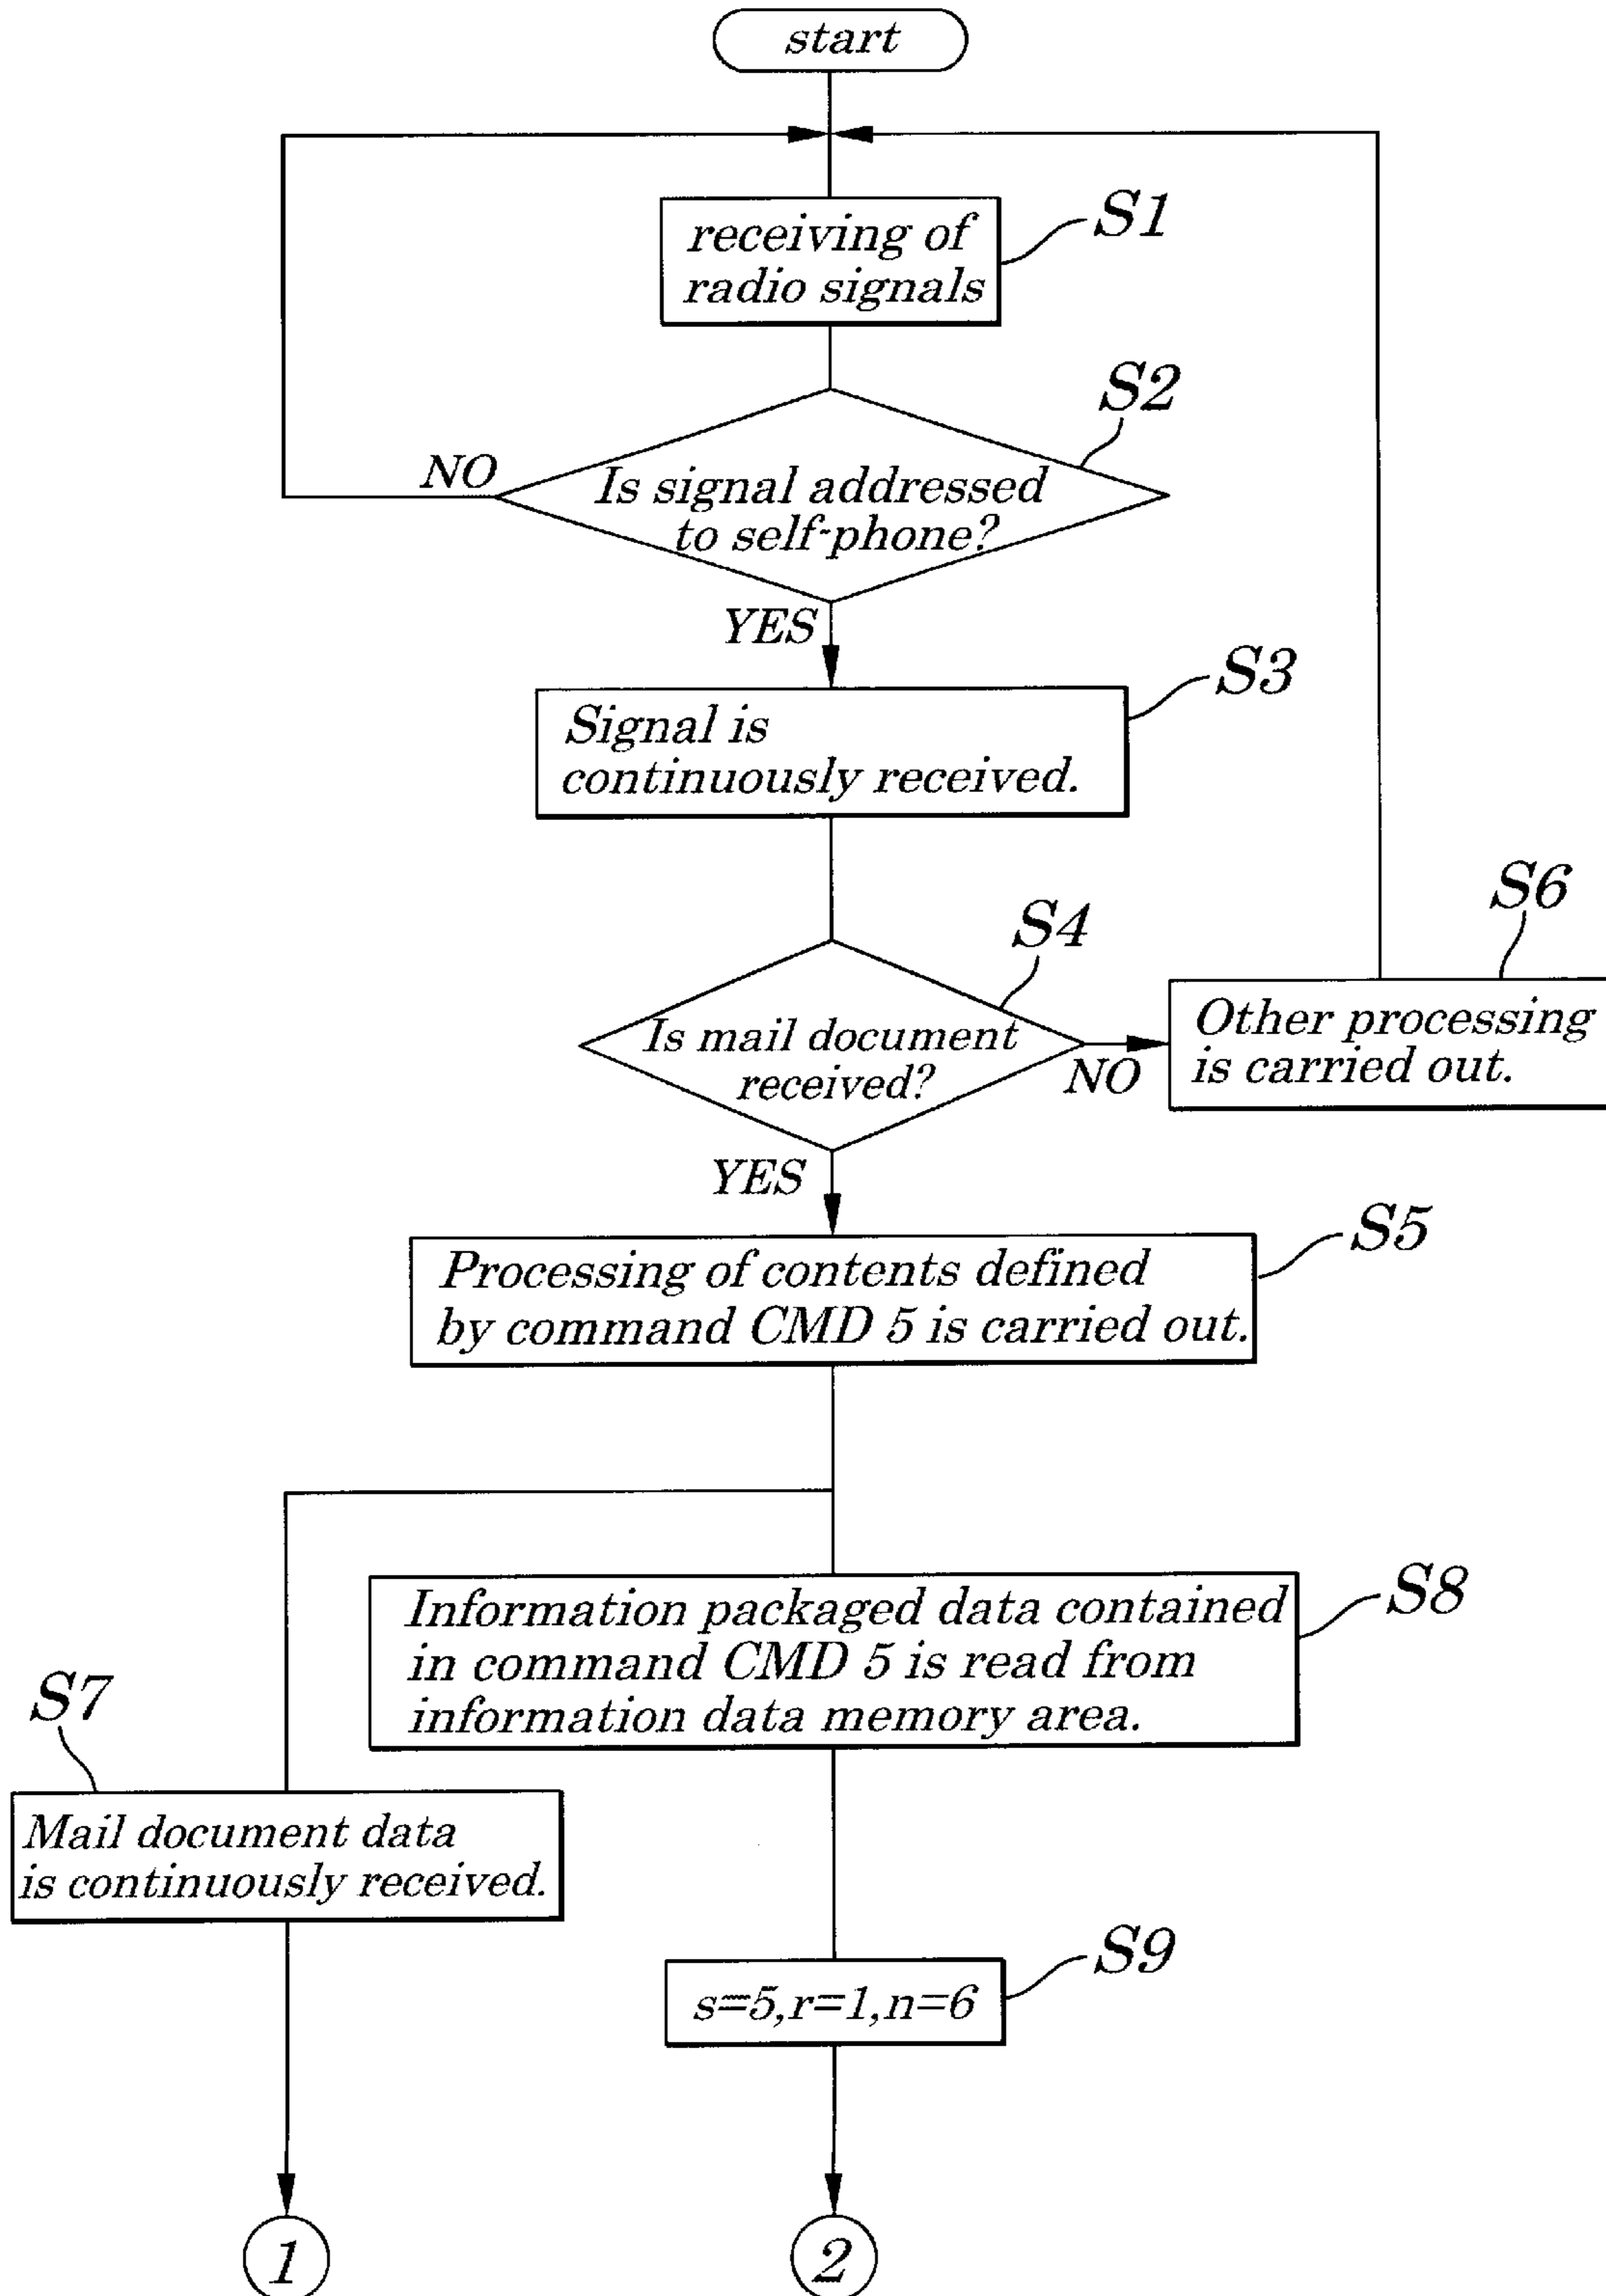 start
receiving of
radio signals
S1
S2
NO
Is signal addressed
to self-phone?
YES
S3
Signal is
continuously received.
S6
S4
Is mail document
received?
NO
Other processing
is carried out.
YES
S5
Processing of contents defined
by command CMD 5 is carried out.
S8
Information packaged data contained
in command CMD 5 is read from
information data memory area.
S7
Mail document data
is continuously received.
S9
s=5,r=1,n=6
1
2